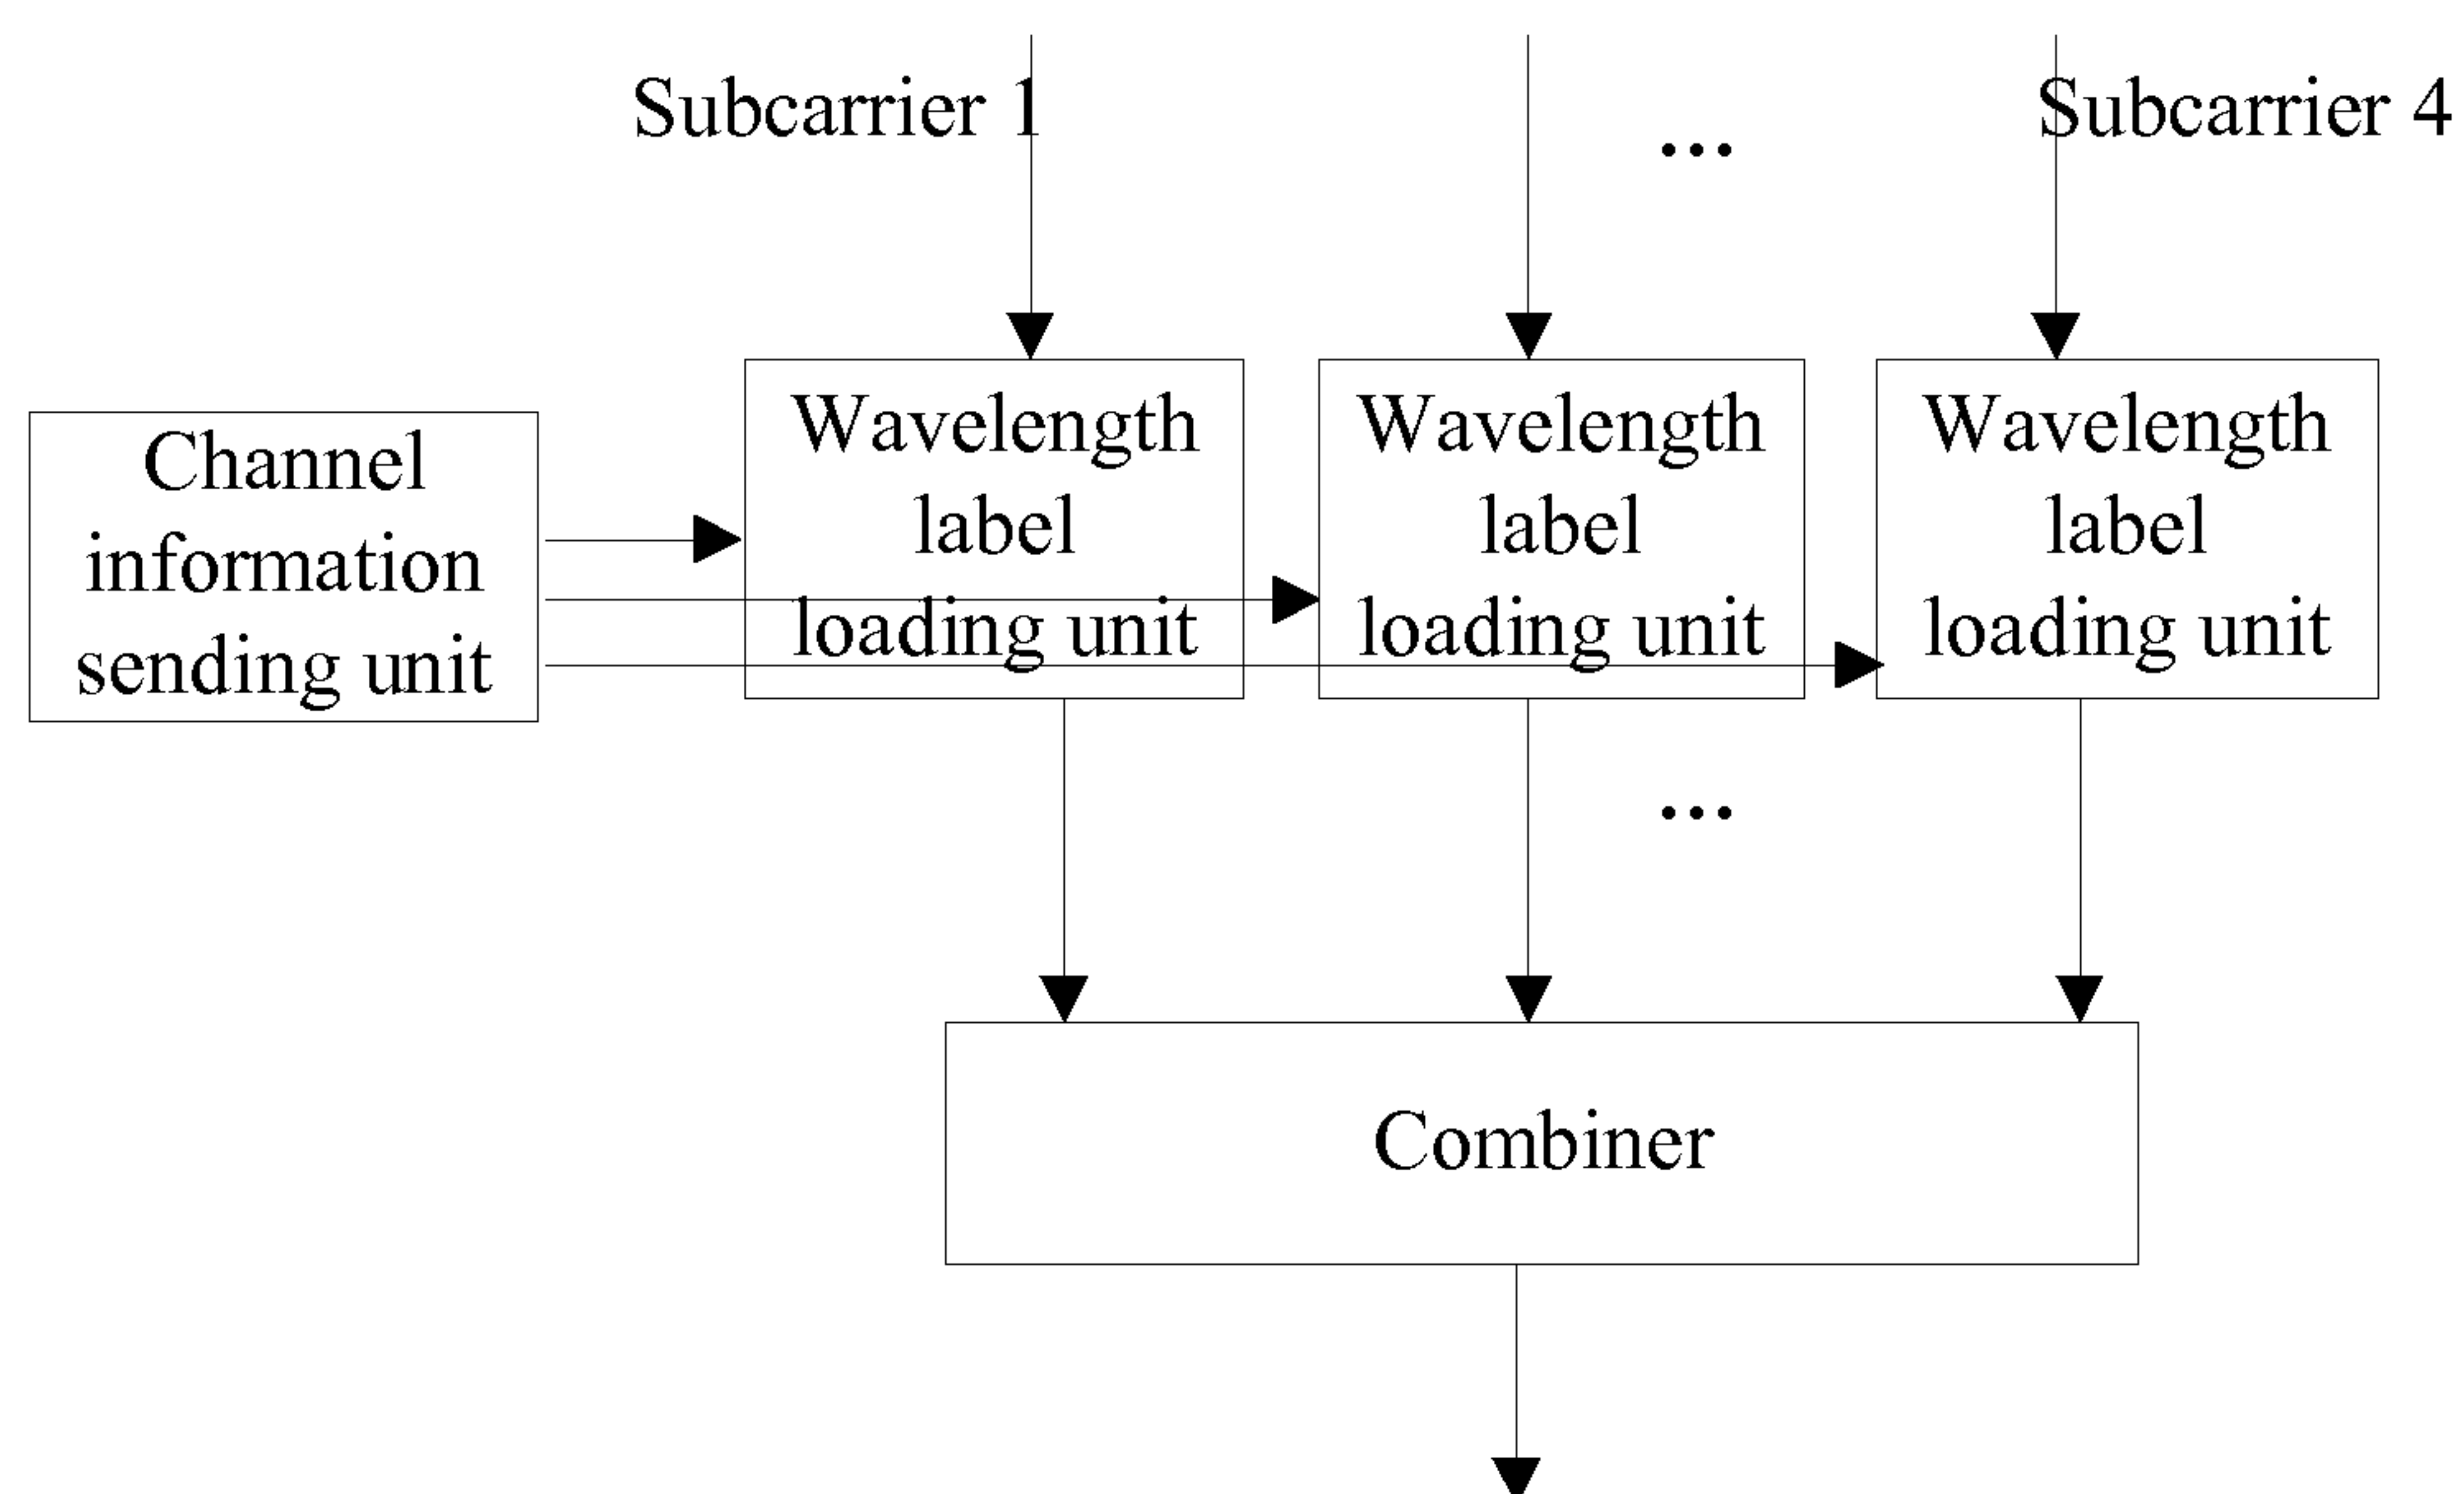 Subcarrier 1
...
Subcarrier 4
Channel
information
sending unit
Wavelength
label
loading unit
Wavelength
label
loading unit
Wavelength
label
loading unit
...
Combiner